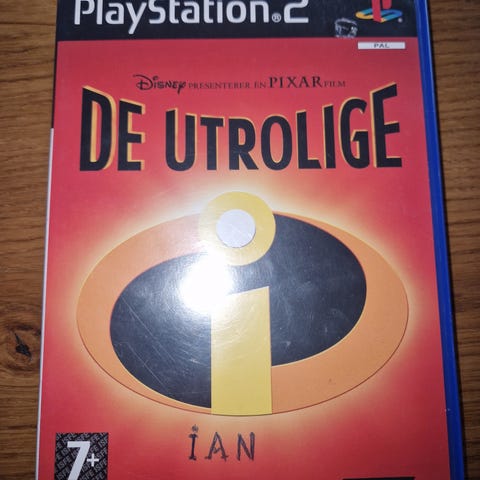 PlayStation®2
PAL
DISNEY PRESENTERER EN PIXAR FILM
DE UTROLIGE
i
IAN
7+